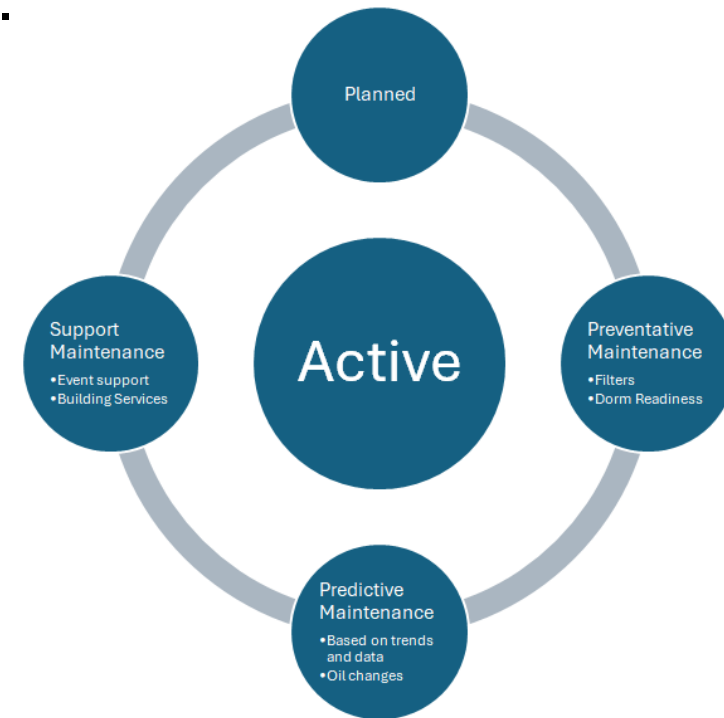 Planned
Active
Support
Maintenance
•Event support
•Building Services
Preventative
Maintenance
•Filters
•Dorm Readiness
Predictive
Maintenance
•Based on trends
and data
•Oil changes